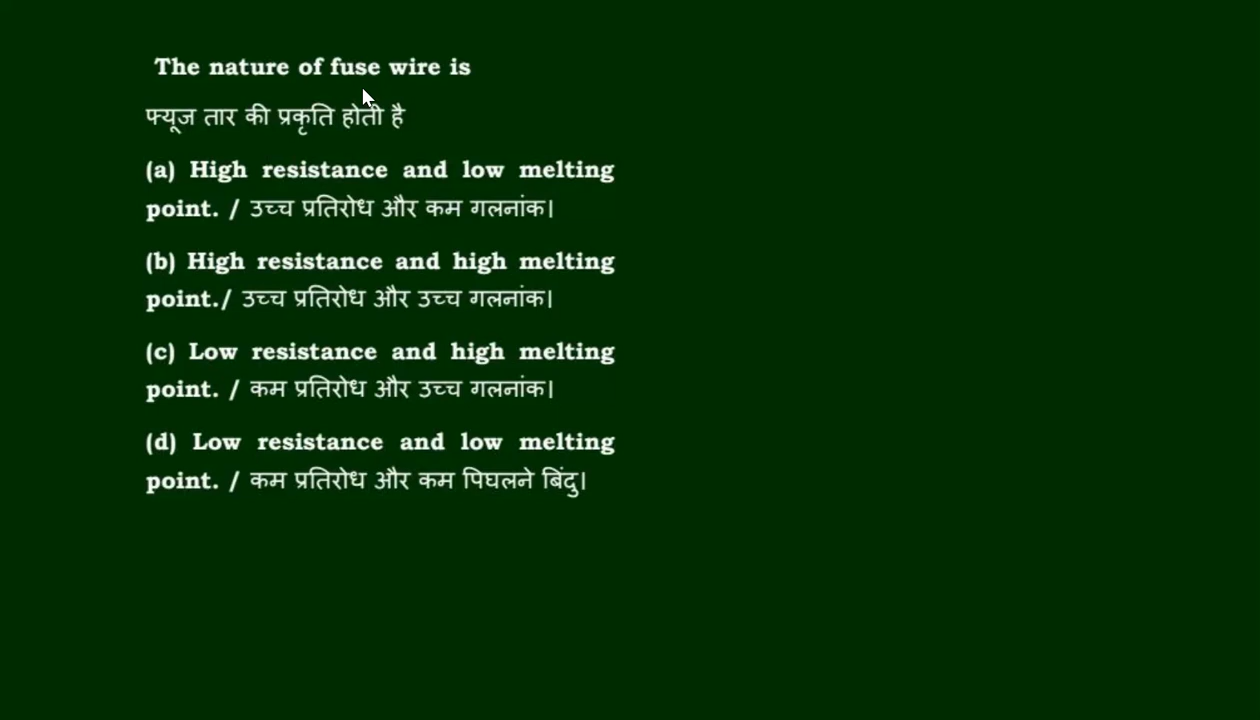 The nature of fuse wire is
फ्यूज तार की प्रकृति होती है
(a) High resistance and low melting
point. / उच्च प्रतिरोध और कम गलनांक।
(b) High resistance and high melting
point./ उच्च प्रतिरोध और उच्च गलनांक।
(c) Low resistance and high melting
point. / कम प्रतिरोध और उच्च गलनांक।
(d) Low resistance and low melting
point. / कम प्रतिरोध और कम पिघलने बिंदु।